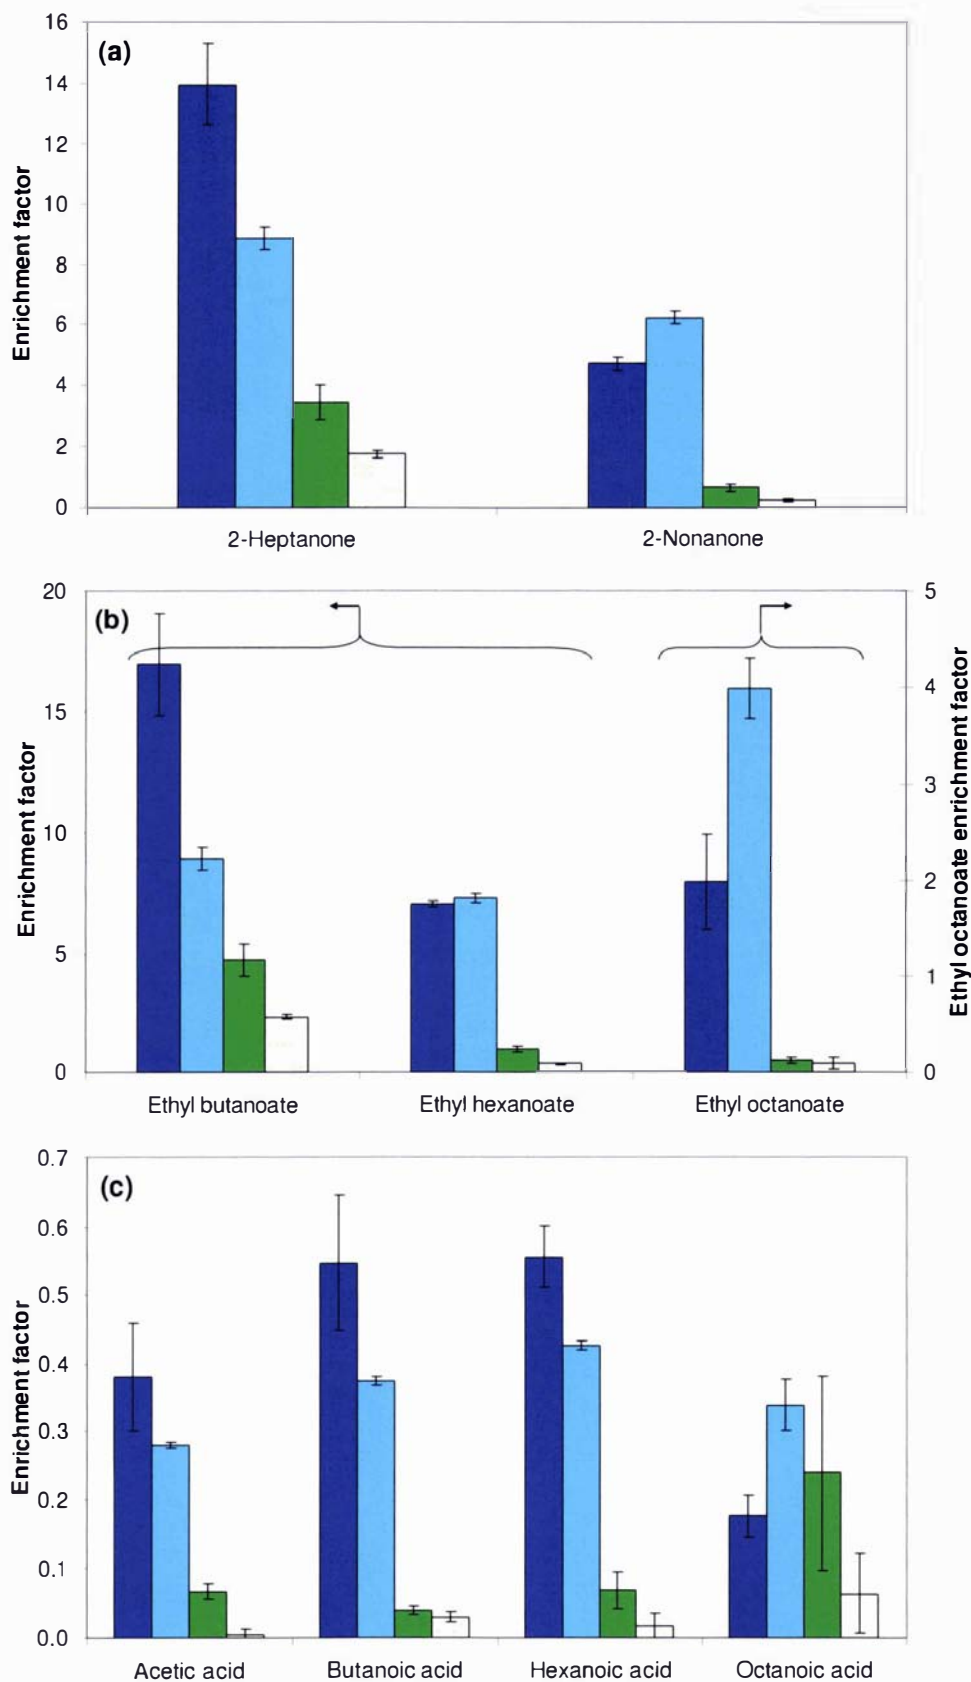 (a)
Enrichment factor
16
14
12
10
8
6
4
2
0
2-Heptanone 2-Nonanone
(b)
Enrichment factor
20
15
10
5
0
Ethyl octanoate enrichment factor
5
4
3
2
1
0
Ethyl butanoate Ethyl hexanoate Ethyl octanoate
(c)
Enrichment factor
0.7
0.6
0.5
0.4
0.3
0.2
0.1
0.0
Acetic acid Butanoic acid Hexanoic acid Octanoic acid